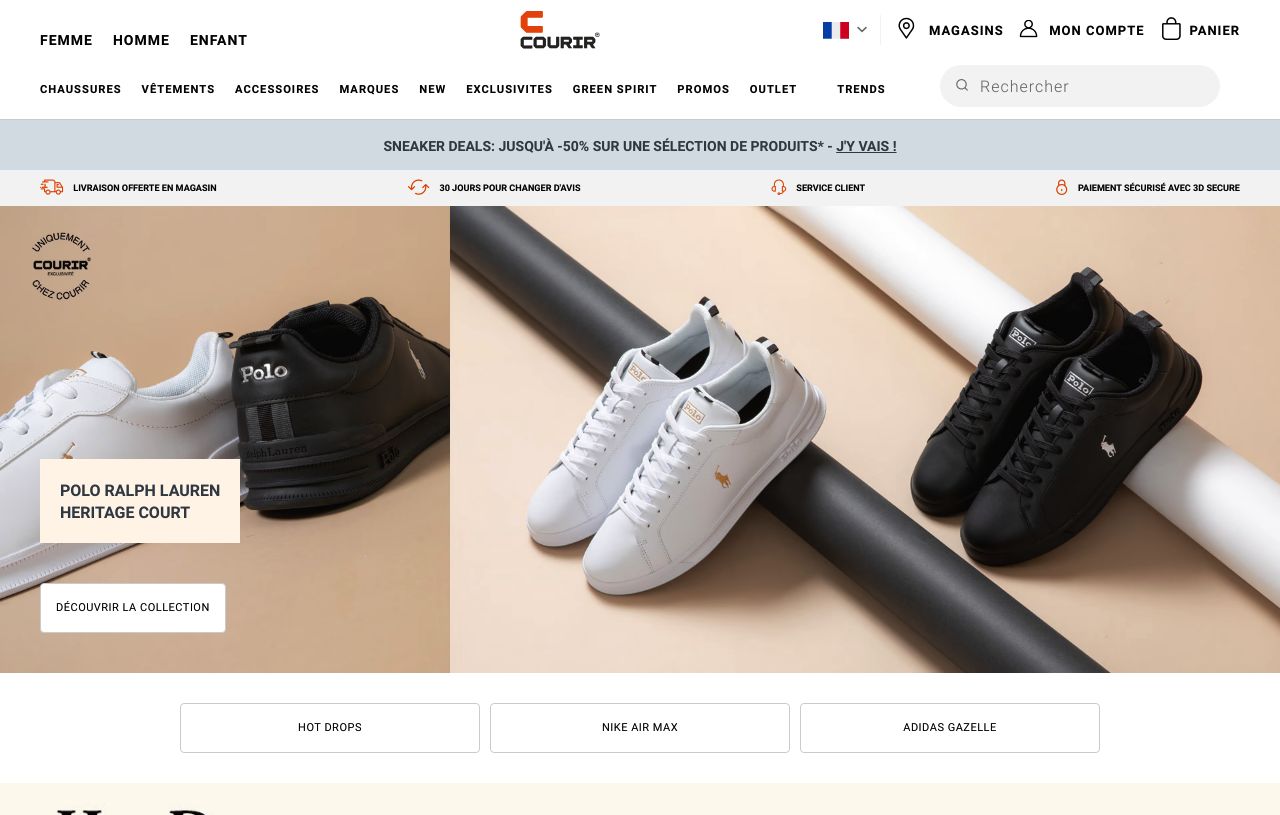 FEMME HOMME ENFANT
COURIR
MAGASINS MON COMPTE PANIER
CHAUSSURES VÊTEMENTS ACCESSOIRES MARQUES NEW EXCLUSIVITES GREEN SPIRIT PROMOS OUTLET TRENDS
Rechercher
SNEAKER DEALS: JUSQU'À -50% SUR UNE SÉLECTION DE PRODUITS* - J'Y VAIS !
LIVRAISON OFFERTE EN MAGASIN
30 JOURS POUR CHANGER D'AVIS
SERVICE CLIENT
PAIEMENT SÉCURISÉ AVEC 3D SECURE
UNIQUEMENT
COURIR
EXCLUSIVITÉ
CHEZ COURIR
Polo
Ralph Lauren
Polo
Polo
Polo
Polo
Polo
POLO RALPH LAUREN
HERITAGE COURT
DÉCOUVRIR LA COLLECTION
HOT DROPS
NIKE AIR MAX
ADIDAS GAZELLE